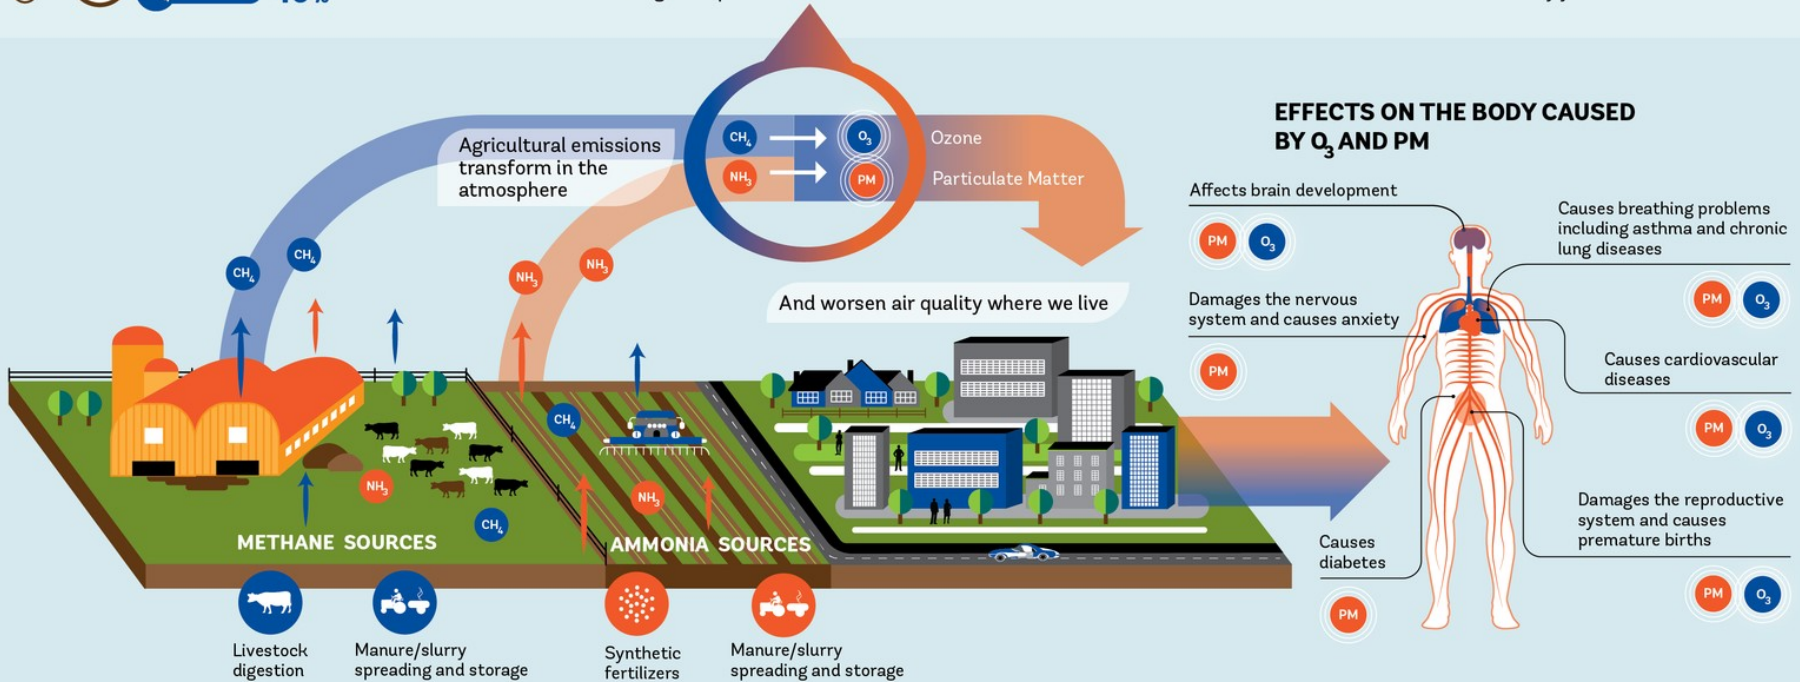 Agricultural emissions
transform in the
atmosphere
CH4
O3
Ozone
NH3
PM
Particulate Matter
CH4
CH4
NH3
NH3
And worsen air quality where we live
CH4
NH3
NH3
CH4
METHANE SOURCES
AMMONIA SOURCES
Livestock
digestion
Manure/slurry
spreading and storage
Synthetic
fertilizers
Manure/slurry
spreading and storage
EFFECTS ON THE BODY CAUSED
BY O3 AND PM
Affects brain development
PM O3
Damages the nervous
system and causes anxiety
PM
Causes
diabetes
PM
Causes breathing problems
including asthma and chronic
lung diseases
PM O3
Causes cardiovascular
diseases
PM O3
Damages the reproductive
system and causes
premature births
PM O3